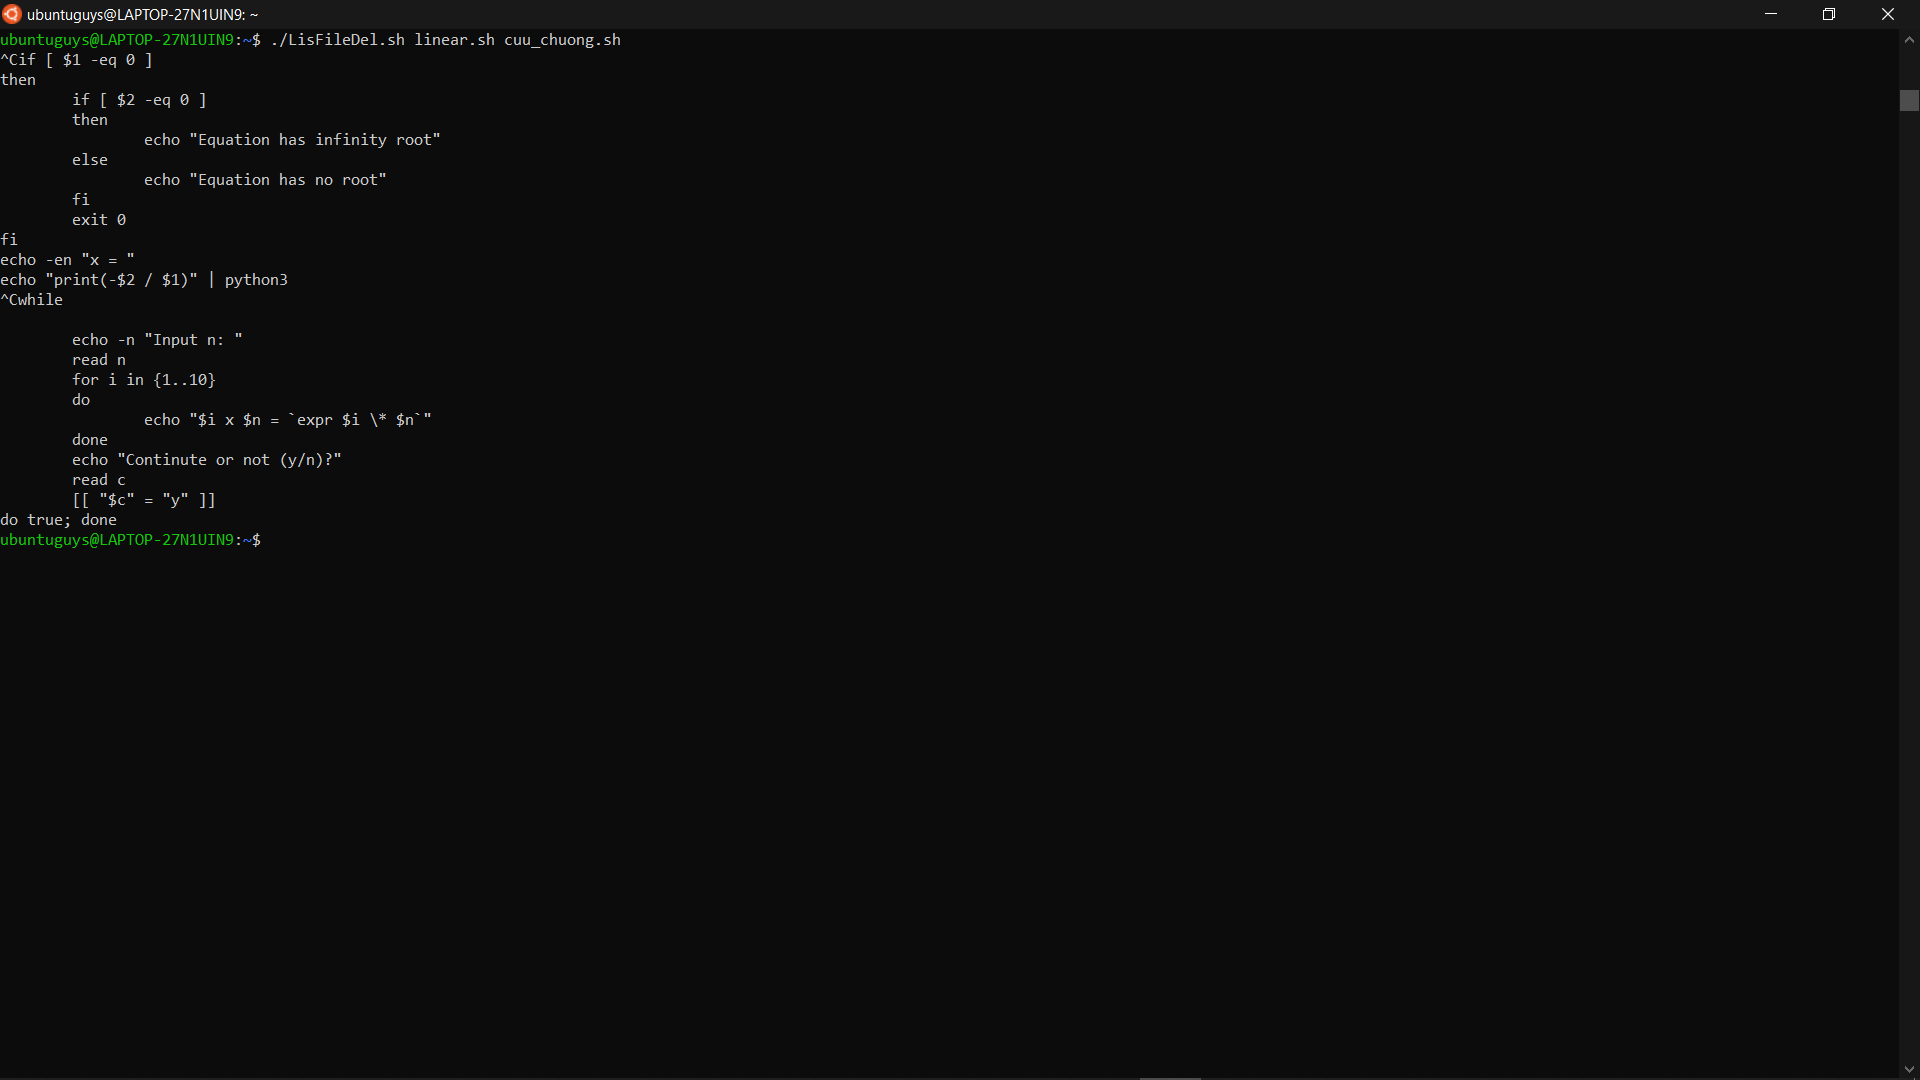 ubuntuguys@LAPTOP-27N1UIN9: ~
ubuntuguys@LAPTOP-27N1UIN9:~$ ./LisFileDel.sh linear.sh cuu_chuong.sh
^Cif [ $1 -eq 0 ]
then
        if [ $2 -eq 0 ]
        then
                echo "Equation has infinity root"
        else
                echo "Equation has no root"
        fi
        exit 0
fi
echo -en "x = "
echo "print(-$2 / $1)" | python3
^Cwhile

        echo -n "Input n: "
        read n
        for i in {1..10}
        do
                echo "$i x $n = `expr $i \* $n`"
        done
        echo "Continute or not (y/n)?"
        read c
        [[ "$c" = "y" ]]
do true; done
ubuntuguys@LAPTOP-27N1UIN9:~$